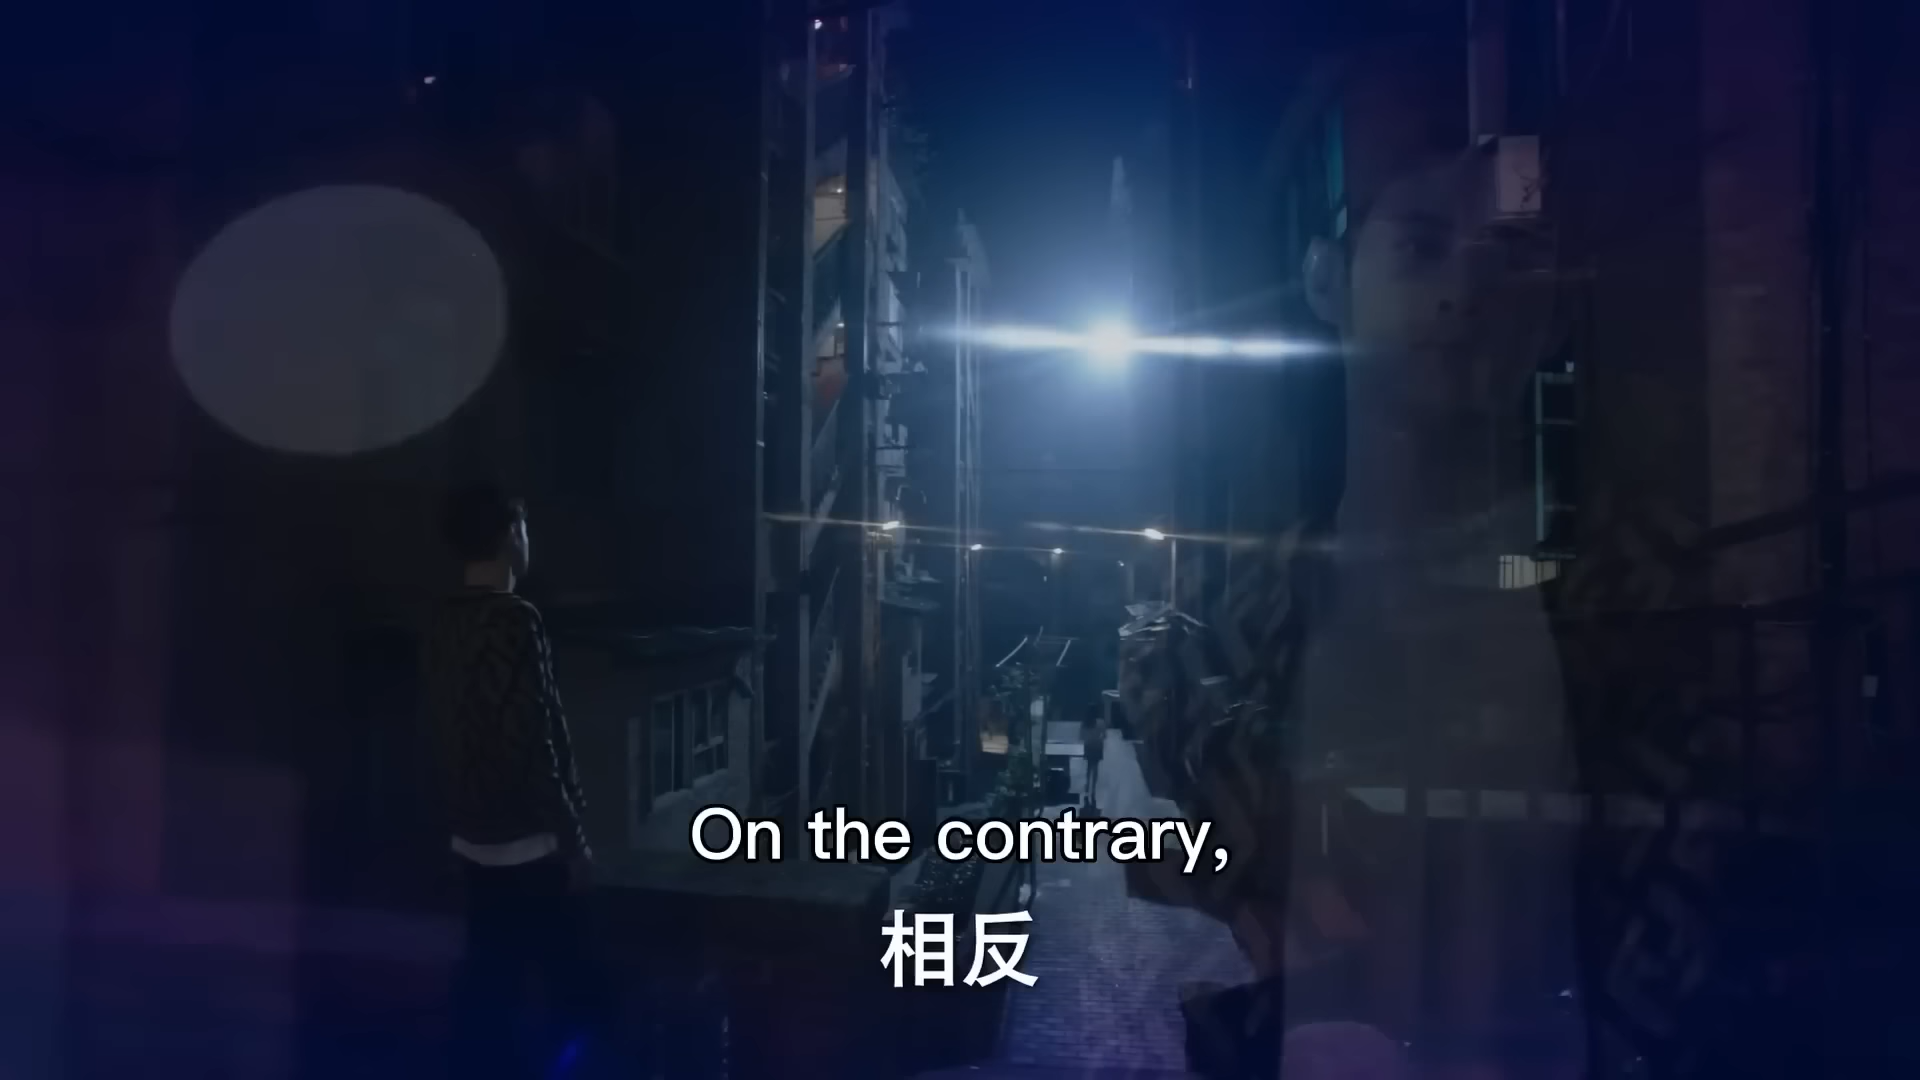 On the contrary,
相反